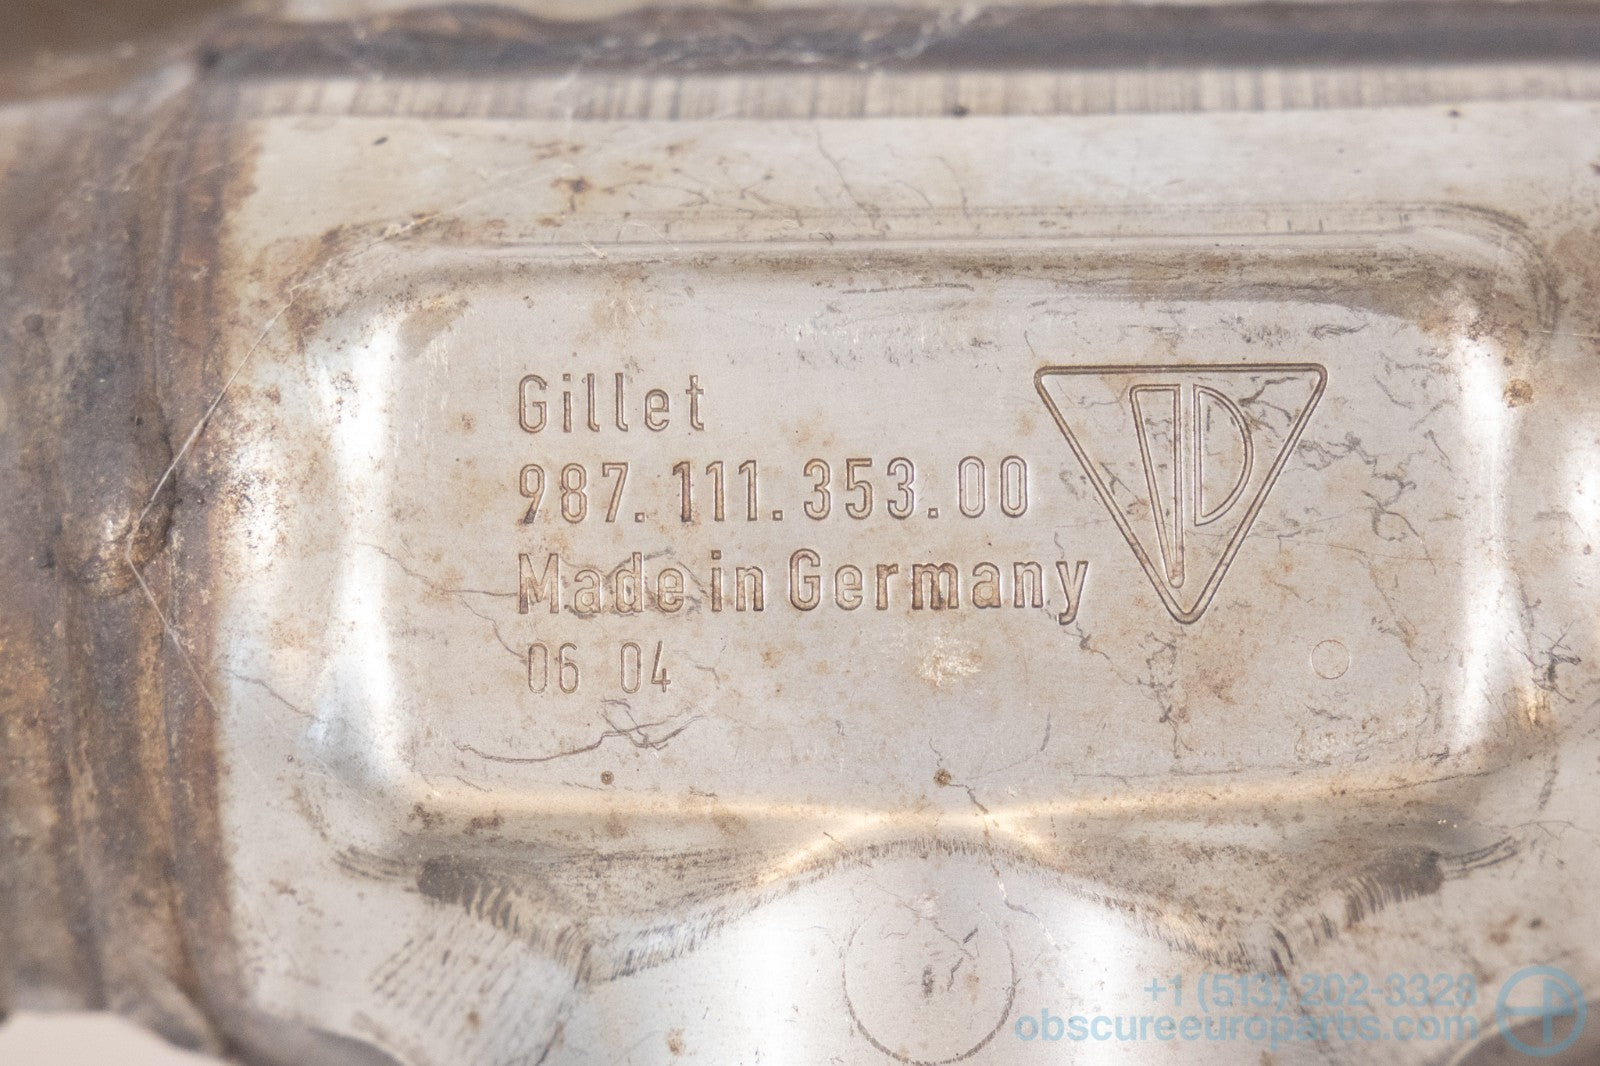 Gillet
987.111.353.00
Made in Germany
06 04
+1 (513) 202-3328
obscureeuroparts.com